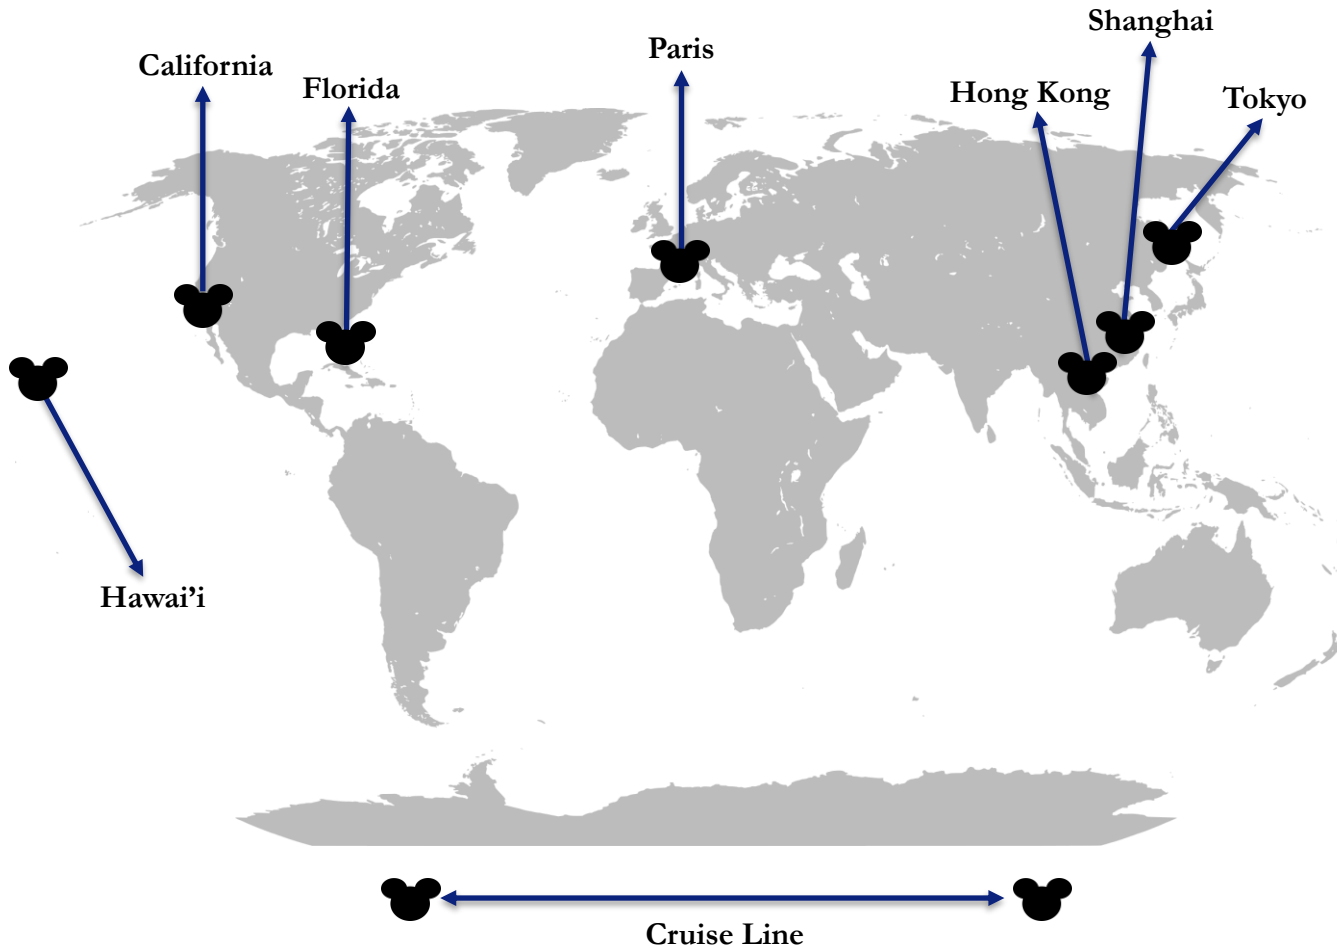 Shanghai
Paris
California
Florida
Hong Kong
Tokyo
Hawai’i
Cruise Line